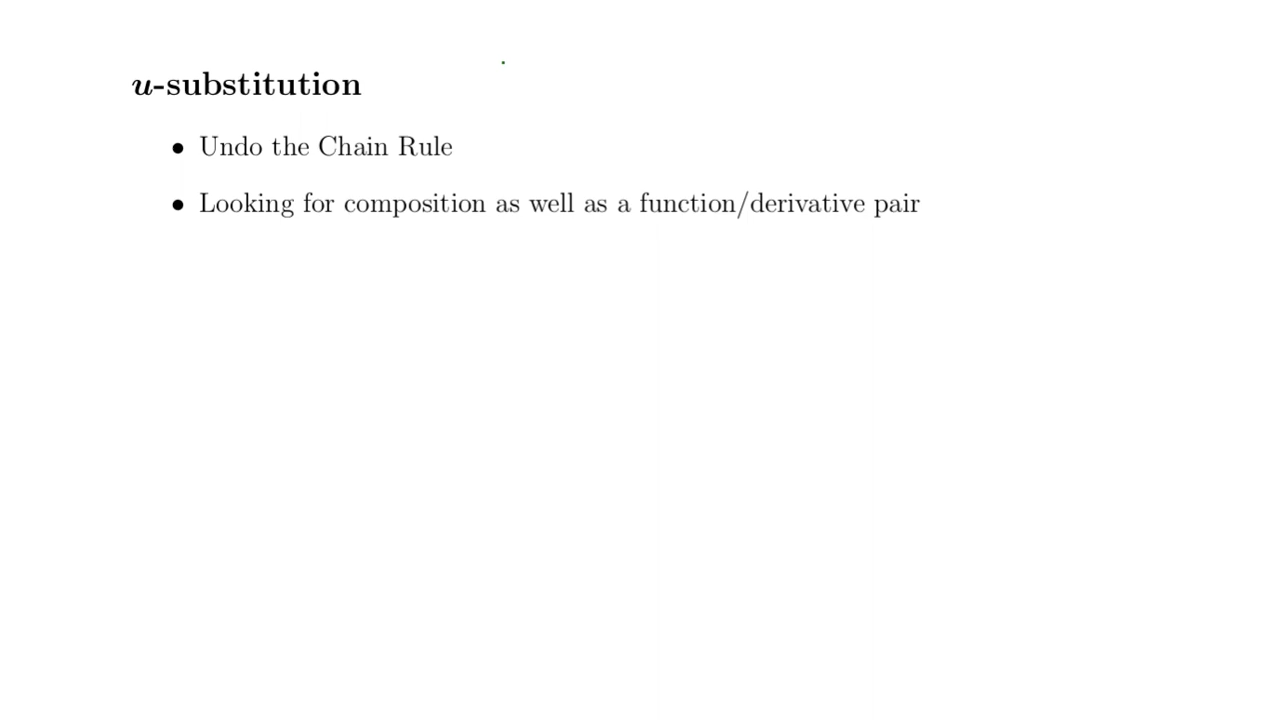 u-substitution
• Undo the Chain Rule
• Looking for composition as well as a function/derivative pair